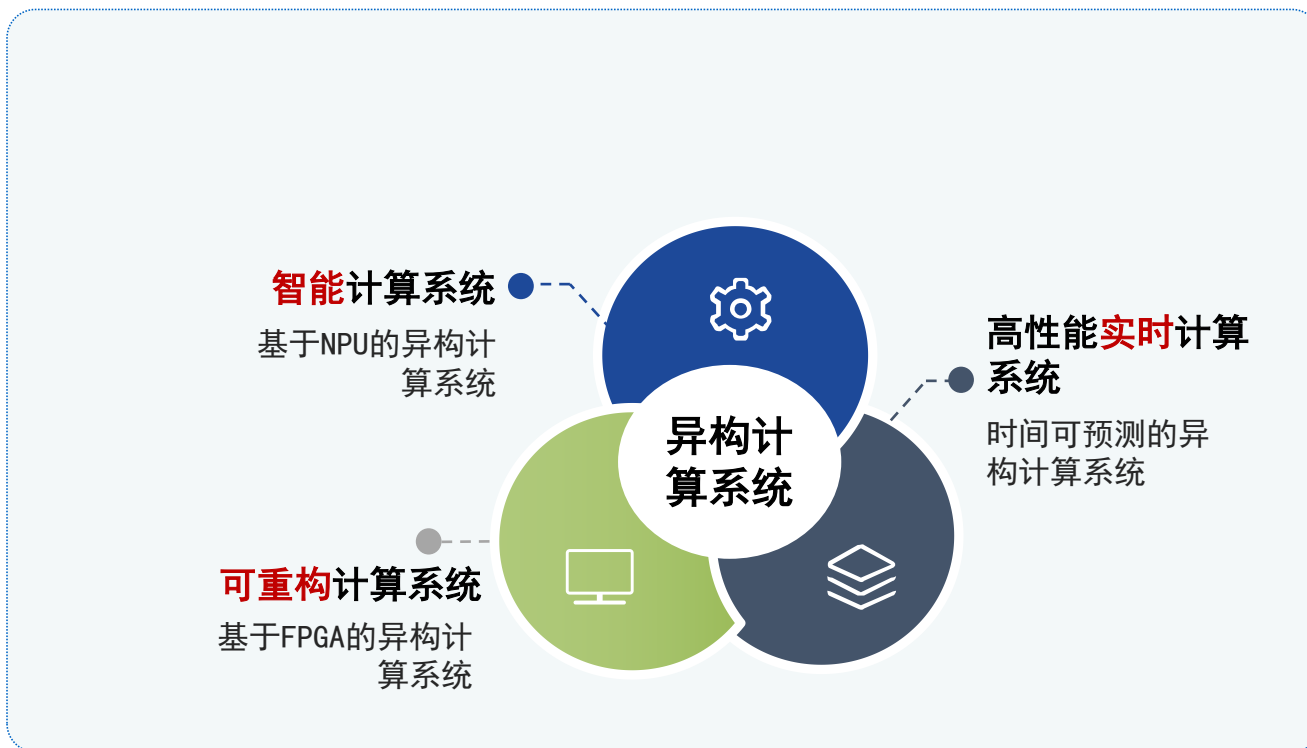 智能计算系统
基于NPU的异构计
算系统
高性能实时计算
系统
时间可预测的异
构计算系统
异构计
算系统
可重构计算系统
基于FPGA的异构计
算系统